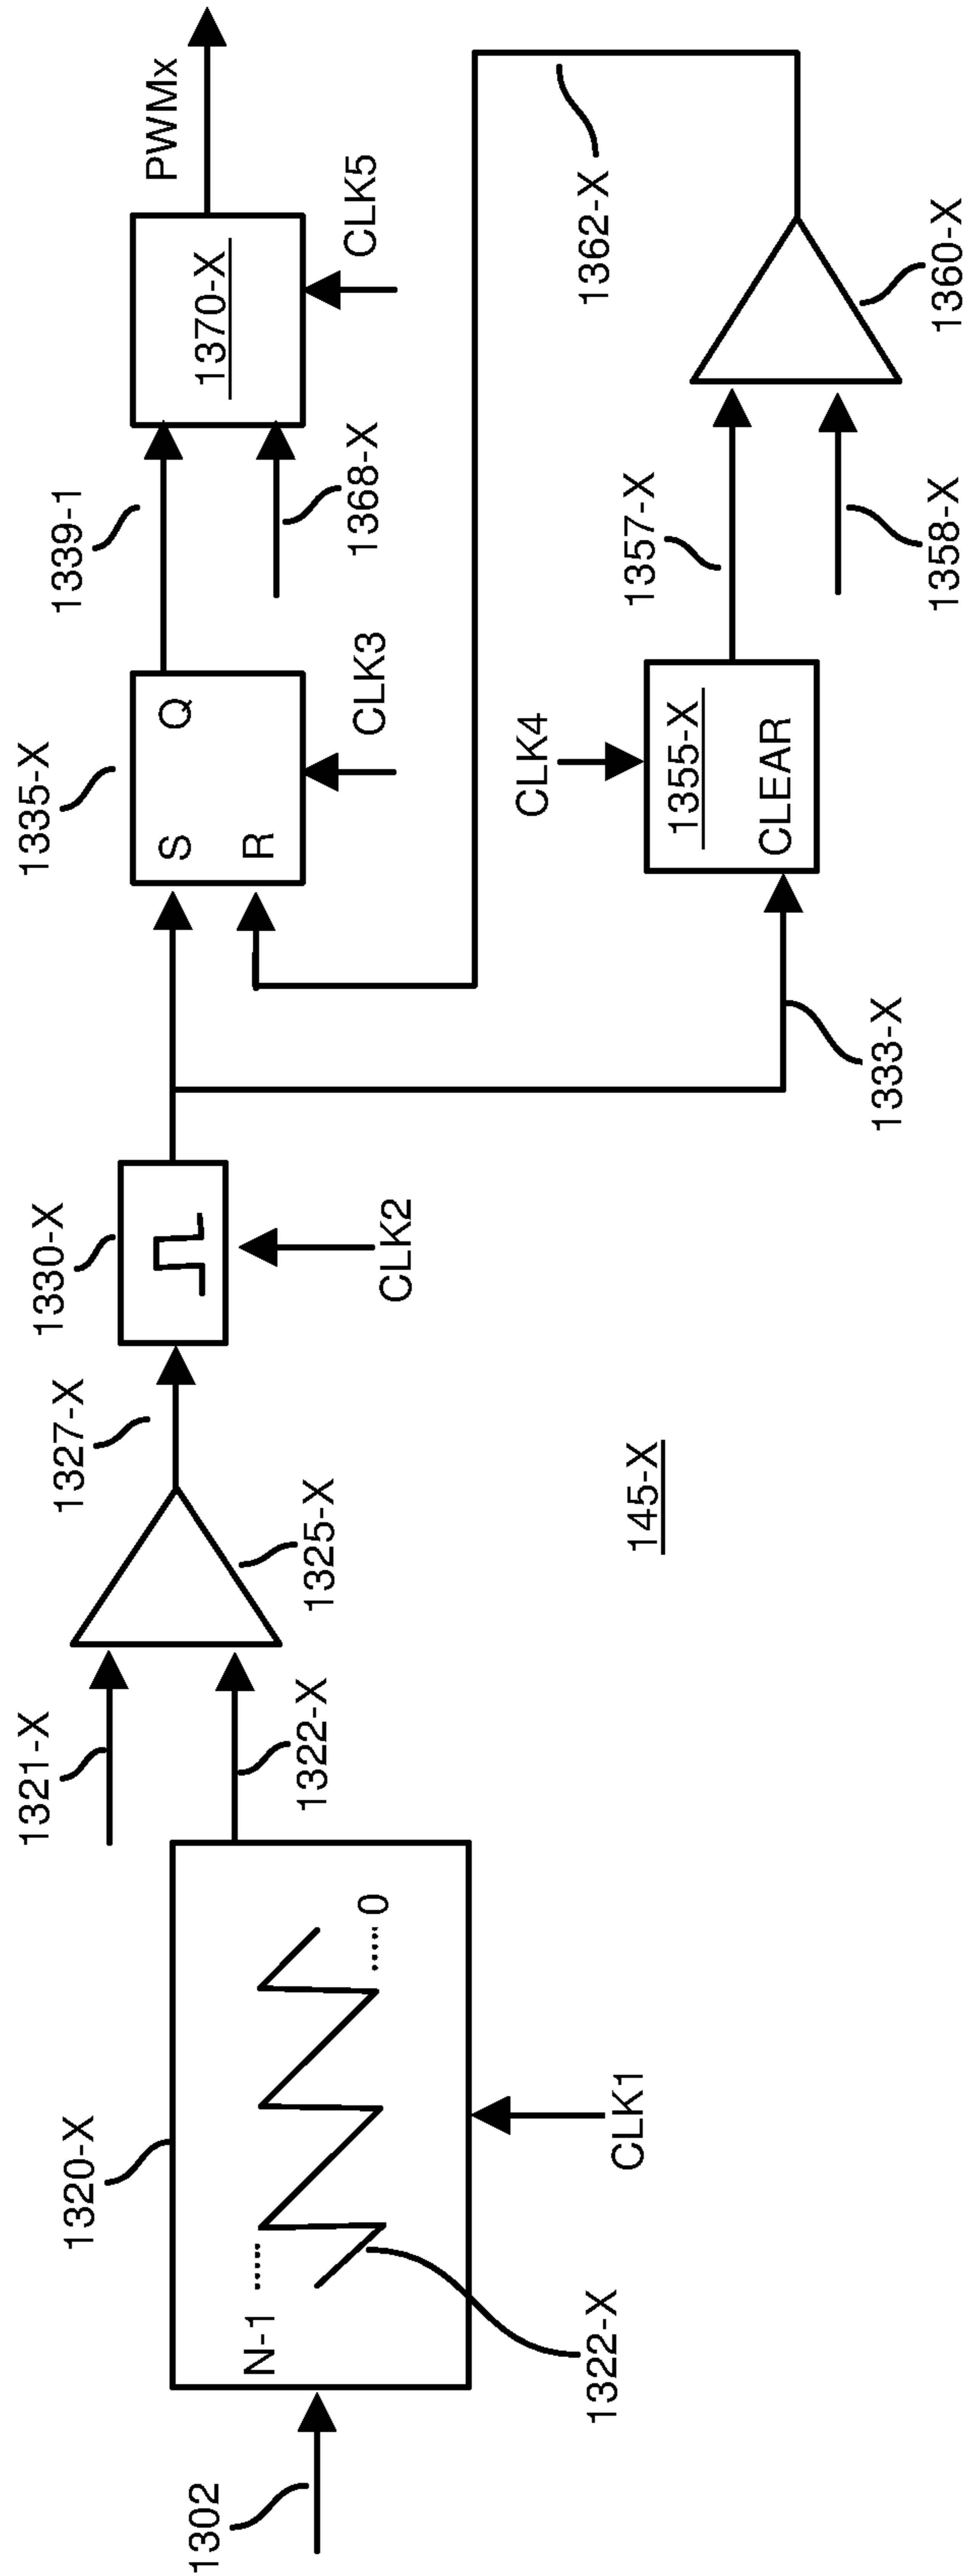 1302
1320-X
N-1
0
1322-X
CLK1
1321-X
1322-X
1325-X
1327-X
1330-X
CLK2
1333-X
1335-X
S
Q
R
CLK3
1339-1
1368-X
1370-X
CLK5
PWMx
CLK4
1355-X
CLEAR
1357-X
1358-X
1360-X
1362-X
145-X